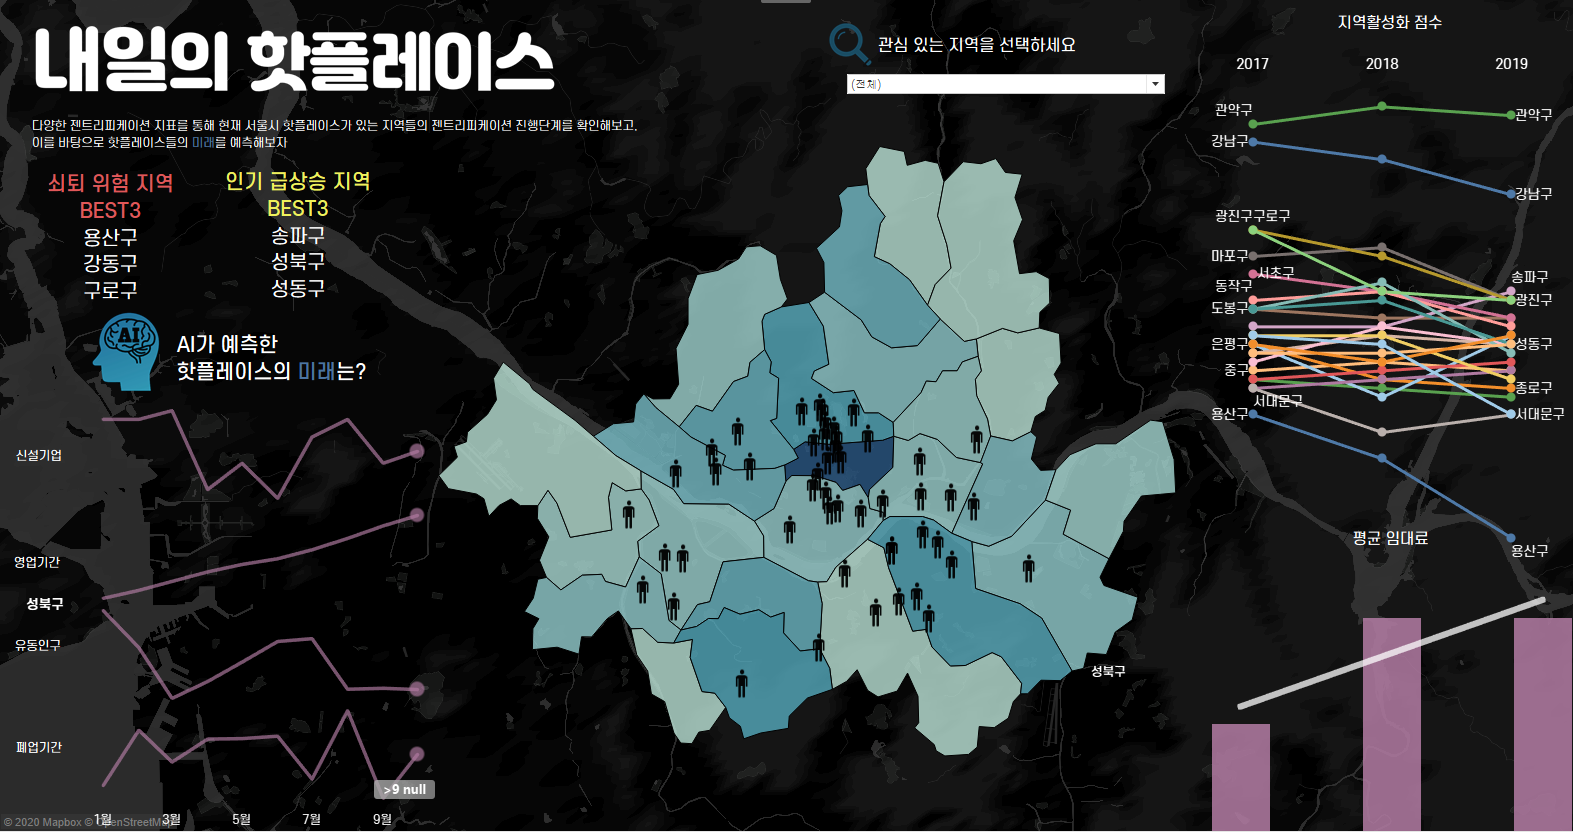 내일의 핫플레이스
다양한 젠트리피케이션 지표를 통해 현재 서울시 핫플레이스가 있는 지역들의 젠트리피케이션 진행단계를 확인해보고,
이를 바탕으로 핫플레이스들의 미래를 예측해보자
쇠퇴 위험 지역
BEST3
용산구
강동구
구로구
인기 급상승 지역
BEST3
송파구
성북구
성동구
AI
AI가 예측한
핫플레이스의 미래는?
신설기업
영업기간
성북구
유동인구
폐업기간
>9 null
1월 3월 5월 7월 9월
© 2020 Mapbox © OpenStreetMap
관심 있는 지역을 선택하세요
(전체)
성북구
지역활성화 점수
2017 2018 2019
관악구
강남구
광진구구로구
마포구
서초구
동작구
도봉구
은평구
중구
서대문구
용산구
관악구
강남구
송파구
광진구
성동구
종로구
서대문구
용산구
평균 임대료